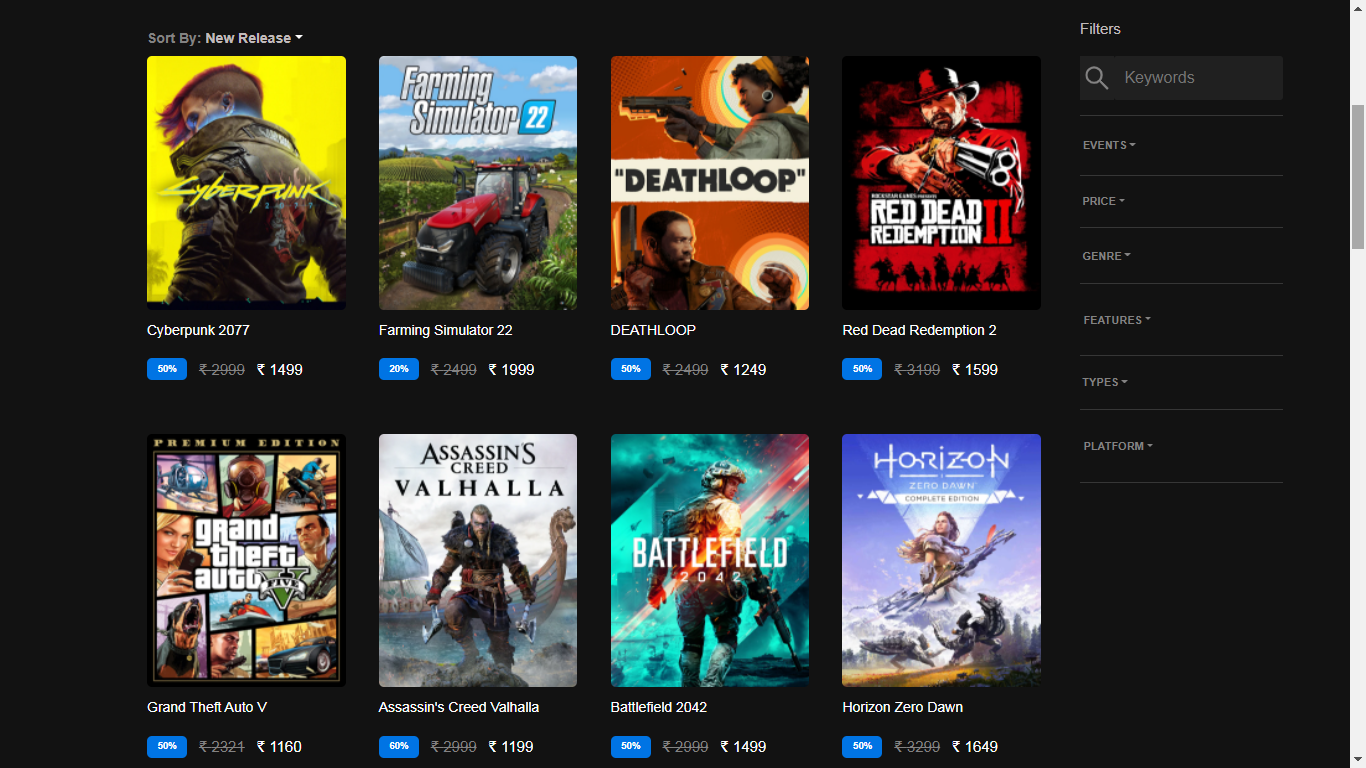 Sort By: New Release
Filters
Keywords
EVENTS
PRICE
GENRE
FEATURES
TYPES
PLATFORM
Cyberpunk
2077
Farming
Simulator 22
"DEATHLOOP"
ROCKSTAR GAMES PRESENTS
RED DEAD
REDEMPTION II
Cyberpunk 2077
Farming Simulator 22
DEATHLOOP
Red Dead Redemption 2
50% ₹ 2999 ₹ 1499
20% ₹ 2499 ₹ 1999
50% ₹ 2499 ₹ 1249
50% ₹ 3199 ₹ 1599
PREMIUM EDITION
grand
theft
auto V
FIVE
ASSASSIN'S
CREED
VALHALLA
BATTLEFIELD
2042
HORIZON
ZERO DAWN
COMPLETE EDITION
Grand Theft Auto V
Assassin's Creed Valhalla
Battlefield 2042
Horizon Zero Dawn
50% ₹ 2321 ₹ 1160
60% ₹ 2999 ₹ 1199
50% ₹ 2999 ₹ 1499
50% ₹ 3299 ₹ 1649